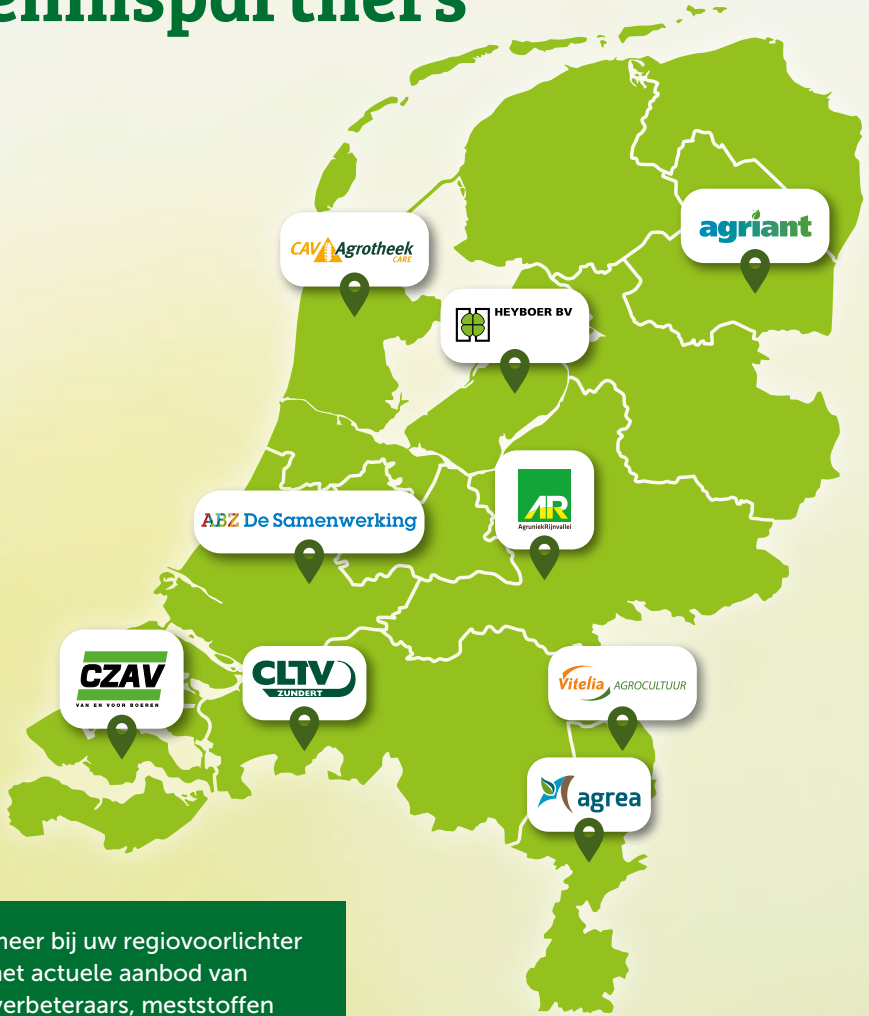 ennispartners
agriant
CAV Agrotheek
CARE
HEYBOER BV
AR
AgruniekRijnvallei
ABZ De Samenwerking
CZAV
VAN EN VOOR BOEREN
CLTV
ZUNDERT
Vitelia AGROCULTUUR
agrea
neer bij uw regiovoorlichter
net actuele aanbod van
verbeteraars, meststoffen